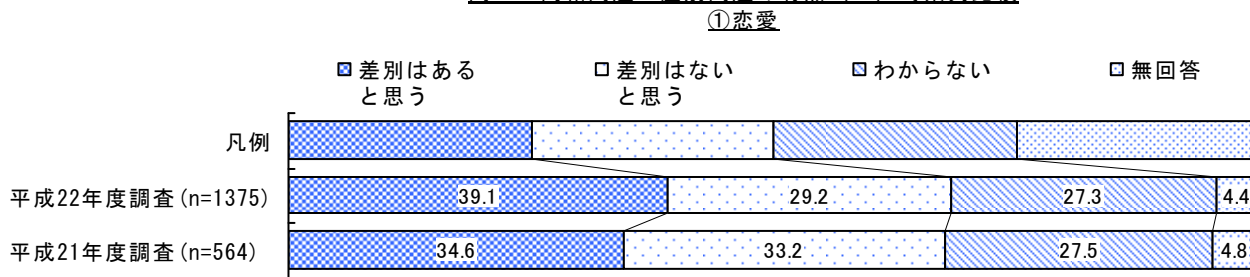 ①恋愛
差別はある
と思う
差別はない
と思う
わからない
無回答
凡例
平成22年度調査(n=1375)
39.1
29.2
27.3
4.4
平成21年度調査(n=564)
34.6
33.2
27.5
4.8